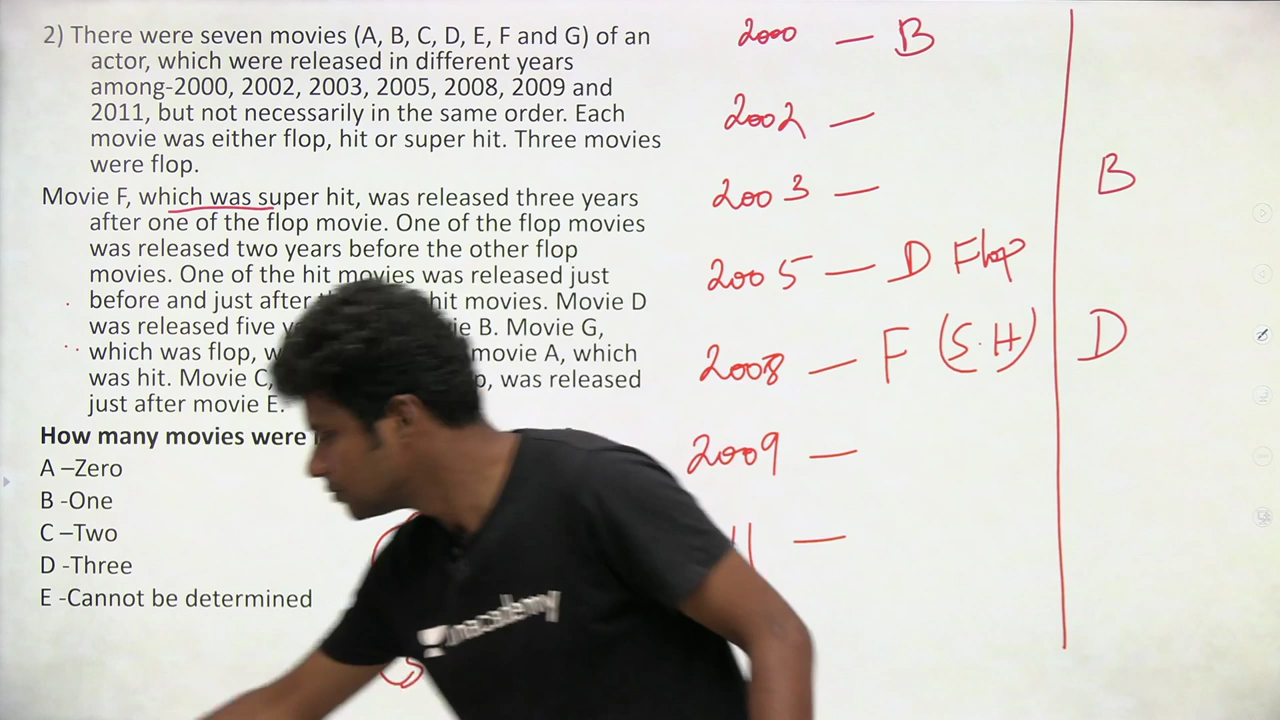 2) There were seven movies (A, B, C, D, E, F and G) of an
actor, which were released in different years
among-2000, 2002, 2003, 2005, 2008, 2009 and
2011, but not necessarily in the same order. Each
movie was either flop, hit or super hit. Three movies
were flop.
Movie F, which was super hit, was released three years
after one of the flop movie. One of the flop movies
was released two years before the other flop
movies. One of the hit movies was released just
before and just after hit movies. Movie D
was released five B. Movie G,
which was flop, movie A, which
was hit. Movie C, was released
just after movie E.
How many movies were
A –Zero
B -One
C –Two
D -Three
E -Cannot be determined
2000 — B
2002 —
2003 —
2005 — D Flop
2008 — F (S.H)
2009 —
11 —
B
D
unacademy